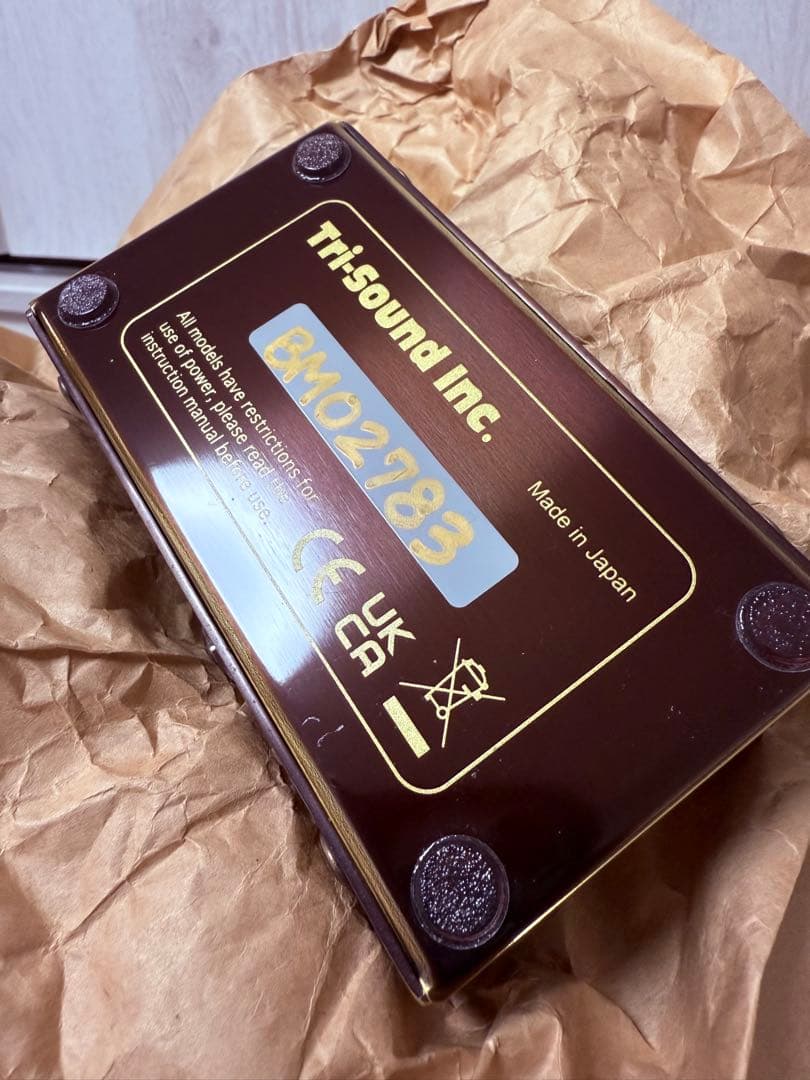 Tri-Sound Inc.
BM02783
Made in Japan
All models have restrictions for
use of power, please read the
instruction manual before use.
CE
UK
CA